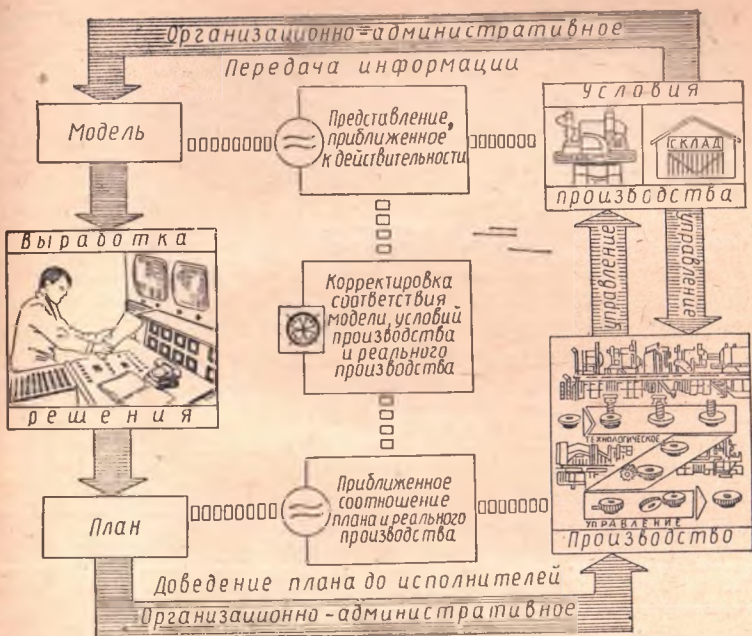 Организационно-административное
Передача информации
Модель
Представление,
приближенное
к действительности
Условия
СКЛАД
производства
управление
управление
Выработка
решения
Корректировка
соответствия
модели, условий
производства
и реального
производства
ТЕХНОЛОГИЧЕСКОЕ
УПРАВЛЕНИЕ
Производство
План
Приближенное
соотношение
плана и реального
производства
Доведение плана до исполнителей
Организационно-административное